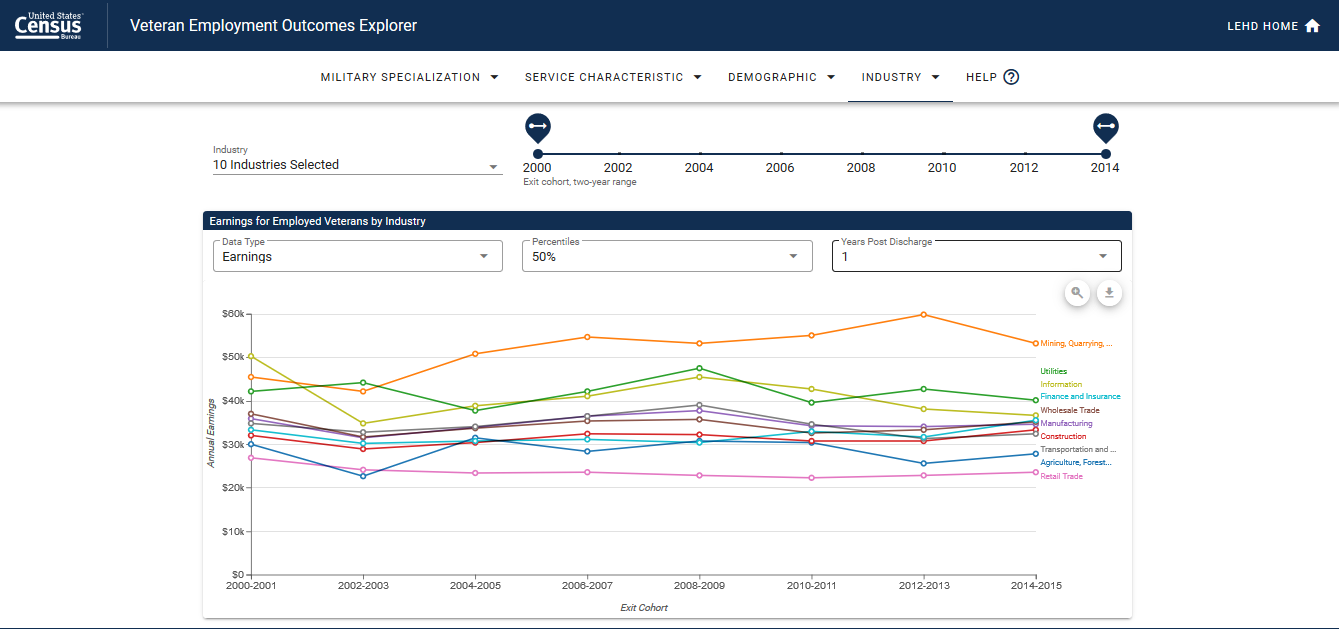 United States®
Census
Bureau
Veteran Employment Outcomes Explorer
LEHD HOME
MILITARY SPECIALIZATION
SERVICE CHARACTERISTIC
DEMOGRAPHIC
INDUSTRY
HELP ?
Industry
10 Industries Selected
2000 2002 2004 2006 2008 2010 2012 2014
Exit cohort, two-year range
Earnings for Employed Veterans by Industry
Data Type
Earnings
Percentiles
50%
Years Post Discharge
1
Annual Earnings
$60k
$50k
$40k
$30k
$20k
$10k
$0
Mining, Quarrying, ...
Utilities
Information
Finance and Insurance
Wholesale Trade
Manufacturing
Construction
Transportation and ...
Agriculture, Forest...
Retail Trade
2000-2001 2002-2003 2004-2005 2006-2007 2008-2009 2010-2011 2012-2013 2014-2015
Exit Cohort